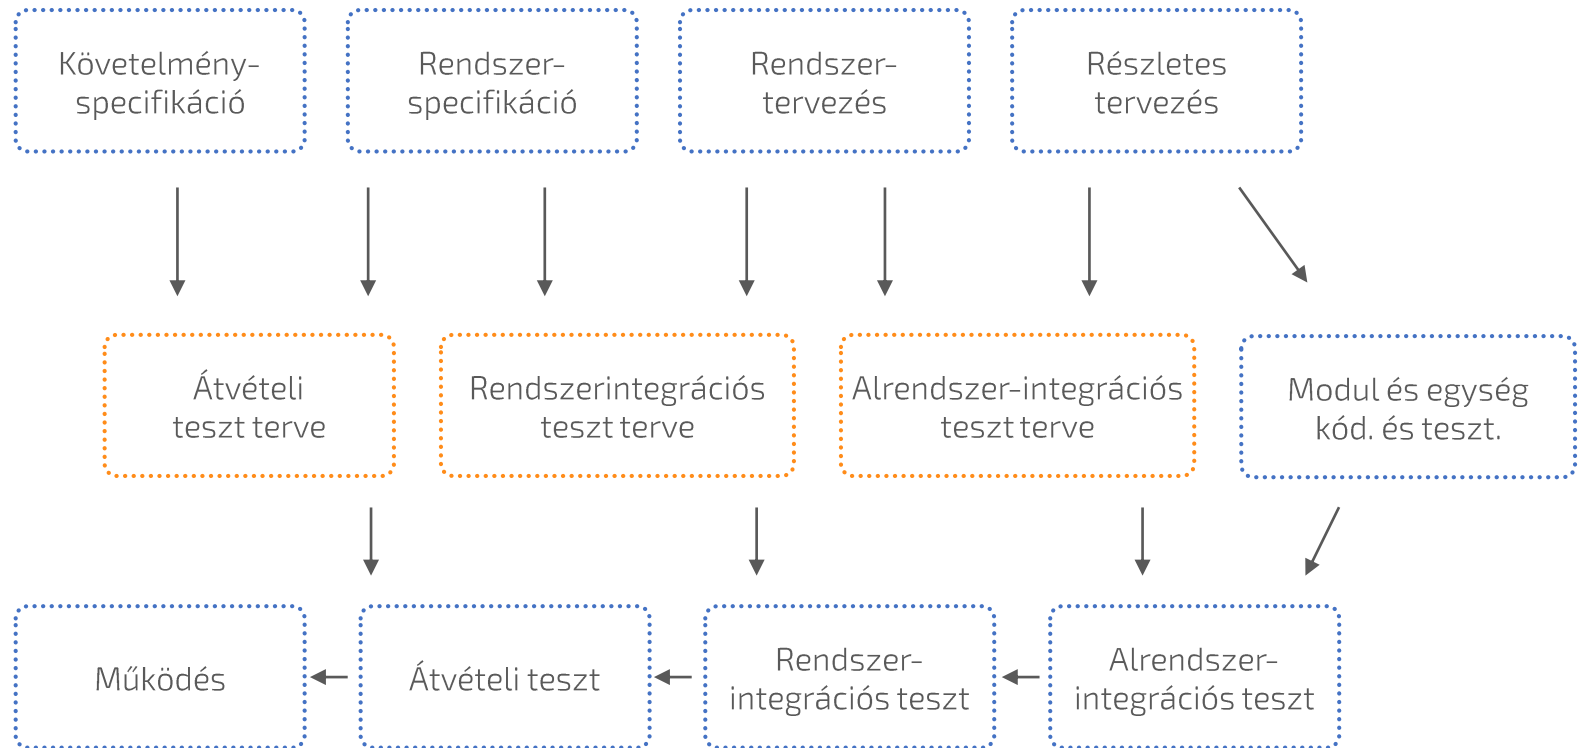 Követelmény-
specifikáció
Rendszer-
specifikáció
Rendszer-
tervezés
Részletes
tervezés
Átvételi
teszt terve
Rendszerintegrációs
teszt terve
Alrendszer-integrációs
teszt terve
Modul és egység
kód. és teszt.
Működés
Átvételi teszt
Rendszer-
integrációs teszt
Alrendszer-
integrációs teszt